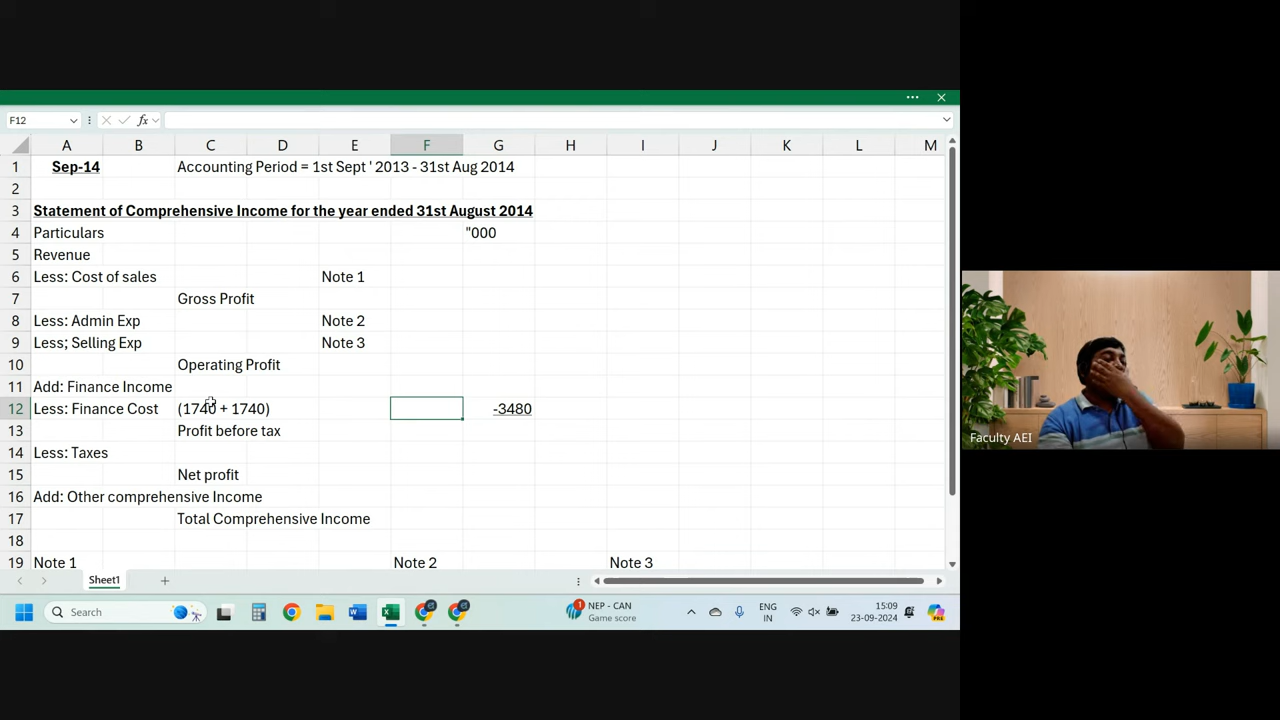 F12
fx
A B C D E F G H I J K L M
1 Sep-14 Accounting Period = 1st Sept ' 2013 - 31st Aug 2014
2
3 Statement of Comprehensive Income for the year ended 31st August 2014
4 Particulars "000
5 Revenue
6 Less: Cost of sales Note 1
7 Gross Profit
8 Less: Admin Exp Note 2
9 Less; Selling Exp Note 3
10 Operating Profit
11 Add: Finance Income
12 Less: Finance Cost (1740 + 1740) -3480
13 Profit before tax
14 Less: Taxes
15 Net profit
16 Add: Other comprehensive Income
17 Total Comprehensive Income
18
19 Note 1 Note 2 Note 3
Sheet1
Faculty AEI
Search
1
NEP - CAN
Game score
ENG
IN
15:09
23-09-2024